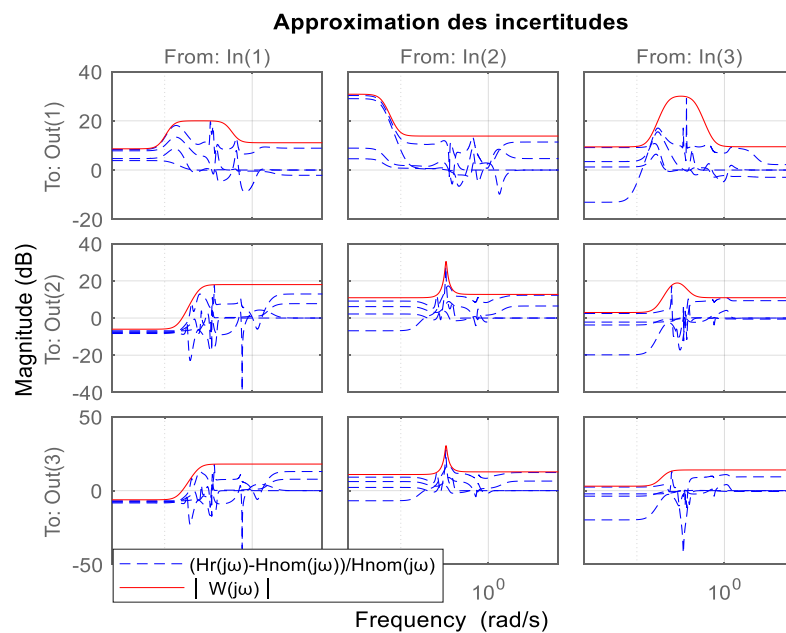 Approximation des incertitudes
From: In(1) From: In(2) From: In(3)
To: Out(1)
40
20
0
-20
To: Out(2)
40
20
0
-20
-40
To: Out(3)
50
0
-50
Magnitude (dB)
(Hr(jω)-Hnom(jω))/Hnom(jω)
| W(jω) |
10⁰ 10⁰
Frequency (rad/s)